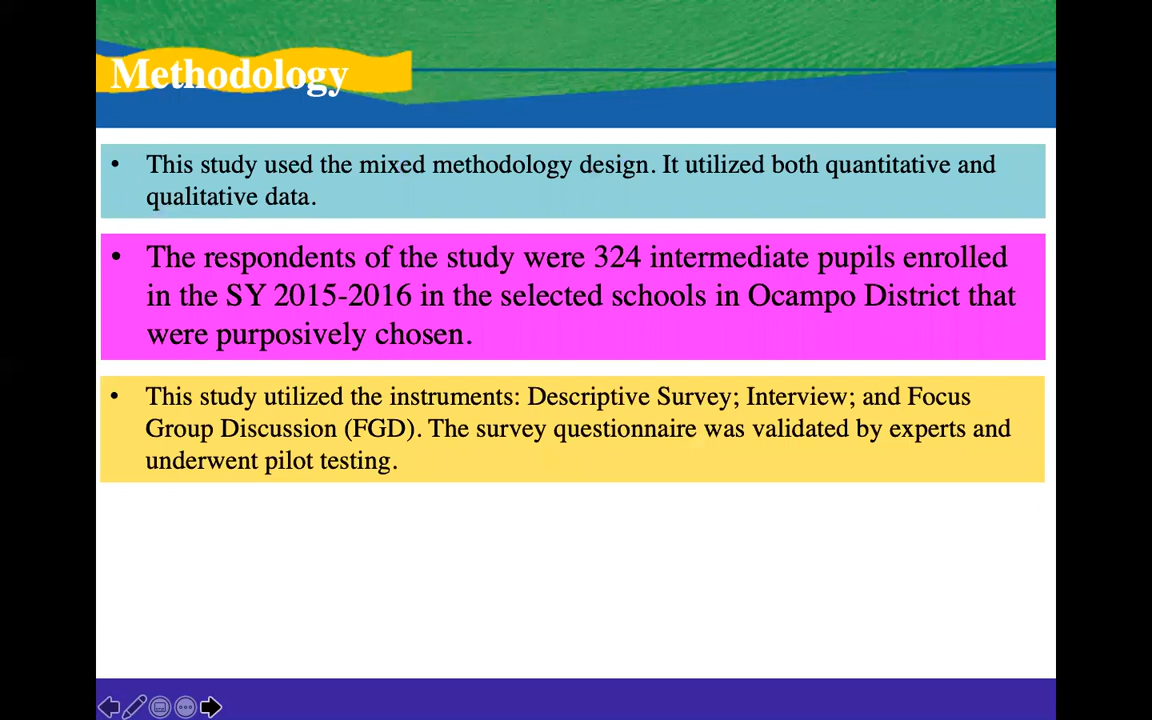 Methodology
• This study used the mixed methodology design. It utilized both quantitative and
qualitative data.
• The respondents of the study were 324 intermediate pupils enrolled
in the SY 2015-2016 in the selected schools in Ocampo District that
were purposively chosen.
• This study utilized the instruments: Descriptive Survey; Interview; and Focus
Group Discussion (FGD). The survey questionnaire was validated by experts and
underwent pilot testing.